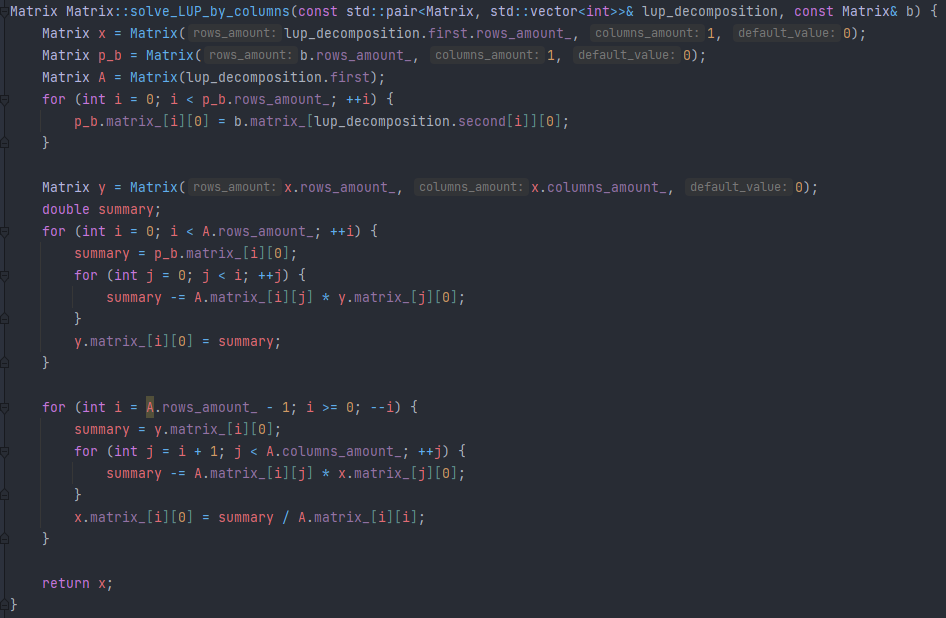 Matrix Matrix::solve_LUP_by_columns(const std::pair<Matrix, std::vector<int>>& lup_decomposition, const Matrix& b) {
    Matrix x = Matrix( rows_amount: lup_decomposition.first.rows_amount_, columns_amount: 1, default_value: 0);
    Matrix p_b = Matrix( rows_amount: b.rows_amount_, columns_amount: 1, default_value: 0);
    Matrix A = Matrix(lup_decomposition.first);
    for (int i = 0; i < p_b.rows_amount_; ++i) {
        p_b.matrix_[i][0] = b.matrix_[lup_decomposition.second[i]][0];
    }

    Matrix y = Matrix( rows_amount: x.rows_amount_, columns_amount: x.columns_amount_, default_value: 0);
    double summary;
    for (int i = 0; i < A.rows_amount_; ++i) {
        summary = p_b.matrix_[i][0];
        for (int j = 0; j < i; ++j) {
            summary -= A.matrix_[i][j] * y.matrix_[j][0];
        }
        y.matrix_[i][0] = summary;
    }

    for (int i = A.rows_amount_ - 1; i >= 0; --i) {
        summary = y.matrix_[i][0];
        for (int j = i + 1; j < A.columns_amount_; ++j) {
            summary -= A.matrix_[i][j] * x.matrix_[j][0];
        }
        x.matrix_[i][0] = summary / A.matrix_[i][i];
    }

    return x;
}